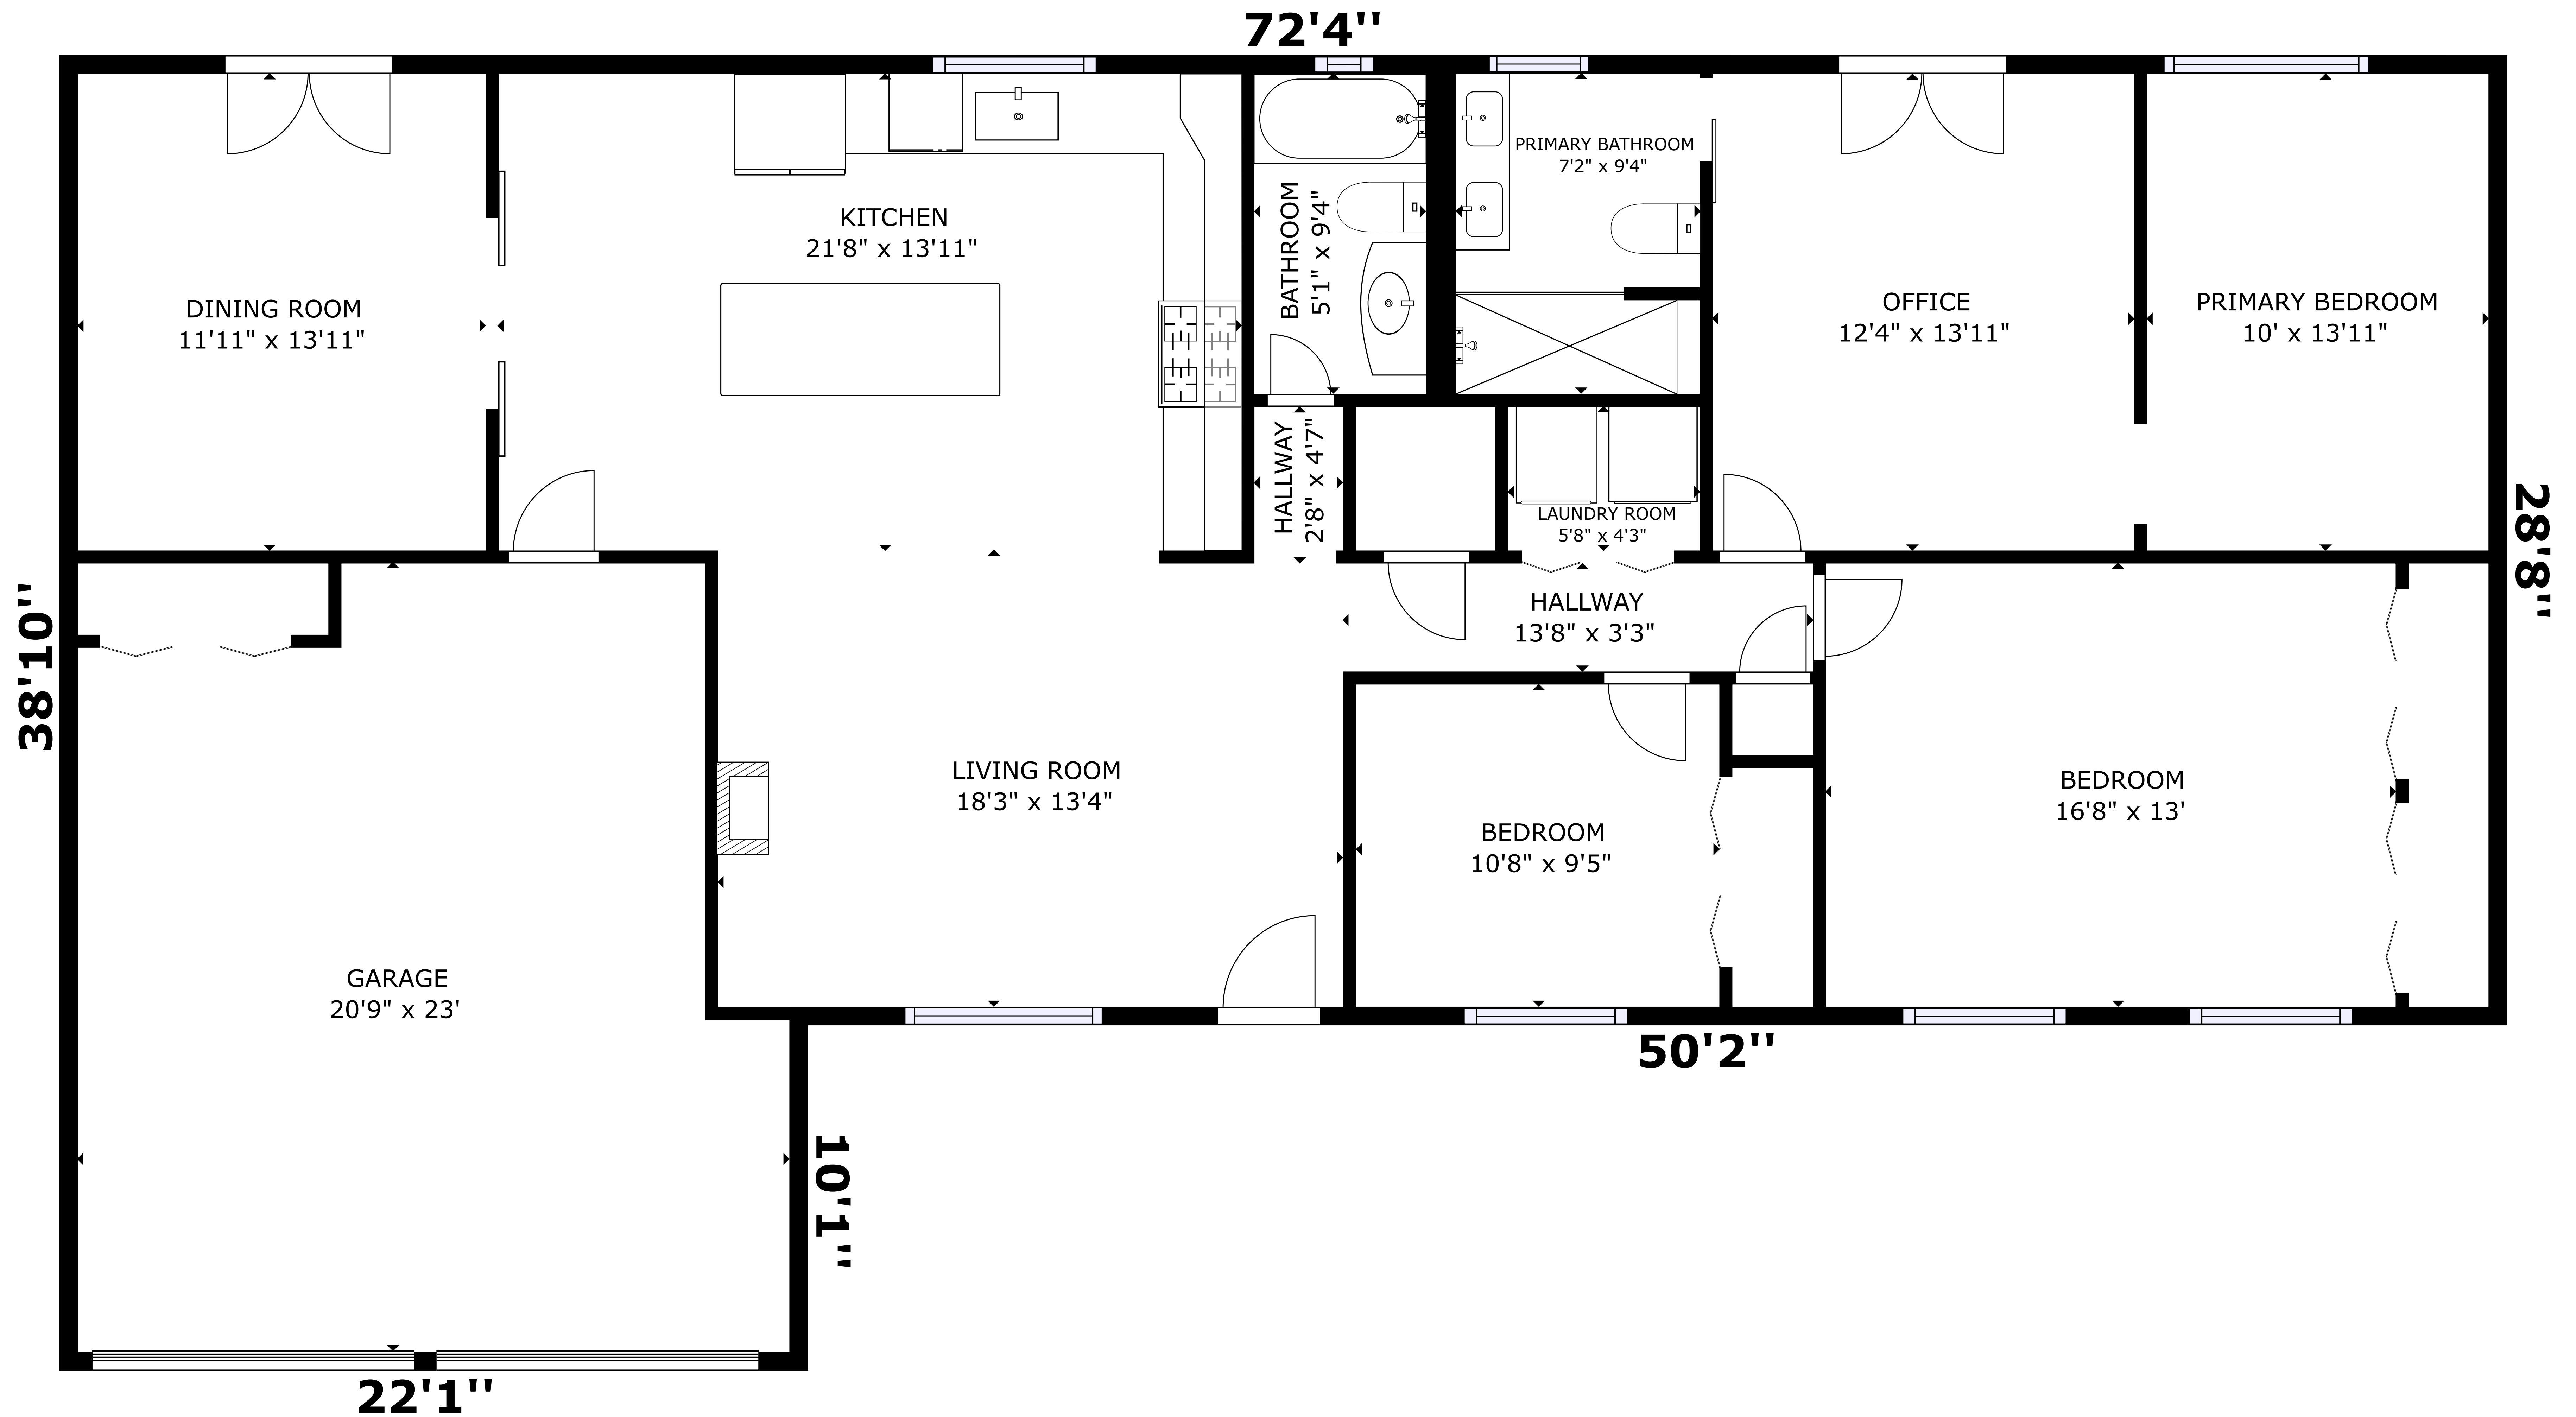 72'4''
PRIMARY BATHROOM
7'2" x 9'4"
KITCHEN
21'8" x 13'11"
BATHROOM
5'1" x 9'4"
DINING ROOM
11'11" x 13'11"
OFFICE
12'4" x 13'11"
PRIMARY BEDROOM
10' x 13'11"
HALLWAY
2'8" x 4'7"
LAUNDRY ROOM
5'8" x 4'3"
28'8''
38'10''
HALLWAY
13'8" x 3'3"
LIVING ROOM
18'3" x 13'4"
BEDROOM
16'8" x 13'
BEDROOM
10'8" x 9'5"
GARAGE
20'9" x 23'
50'2''
10'1''
22'1''